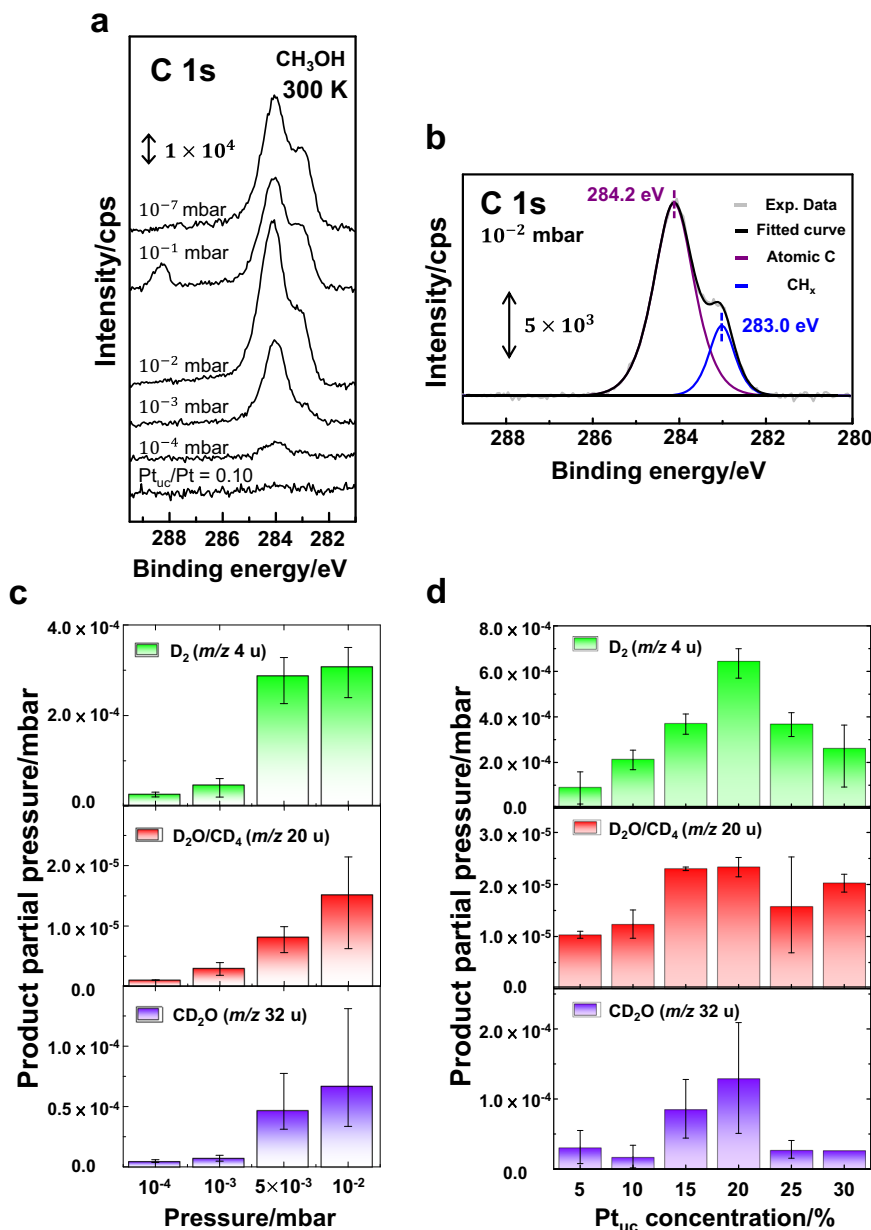 a
C 1s
CH₃OH
300 K
1 × 10⁴
10⁻⁷ mbar
10⁻¹ mbar
10⁻² mbar
10⁻³ mbar
10⁻⁴ mbar
Pt_uc/Pt = 0.10
Intensity/cps
288 286 284 282
Binding energy/eV
b
C 1s
10⁻² mbar
284.2 eV
Exp. Data
Fitted curve
Atomic C
CHₓ
5 × 10³
283.0 eV
Intensity/cps
288 286 284 282 280
Binding energy/eV
c
Product partial pressure/mbar
4.0 × 10⁻⁴
D₂ (m/z 4 u)
2.0 × 10⁻⁴
0.0
D₂O/CD₄ (m/z 20 u)
2.0 × 10⁻⁵
1.0 × 10⁻⁵
0.0
CD₂O (m/z 32 u)
1.0 × 10⁻⁴
0.5 × 10⁻⁴
0.0
10⁻⁴ 10⁻³ 5×10⁻³ 10⁻²
Pressure/mbar
d
Product partial pressure/mbar
8.0 × 10⁻⁴
D₂ (m/z 4 u)
6.0 × 10⁻⁴
4.0 × 10⁻⁴
2.0 × 10⁻⁴
0.0
D₂O/CD₄ (m/z 20 u)
3.0 × 10⁻⁵
2.0 × 10⁻⁵
1.0 × 10⁻⁵
0.0
CD₂O (m/z 32 u)
2.0 × 10⁻⁴
1.0 × 10⁻⁴
0.0
5 10 15 20 25 30
Pt_uc concentration/%